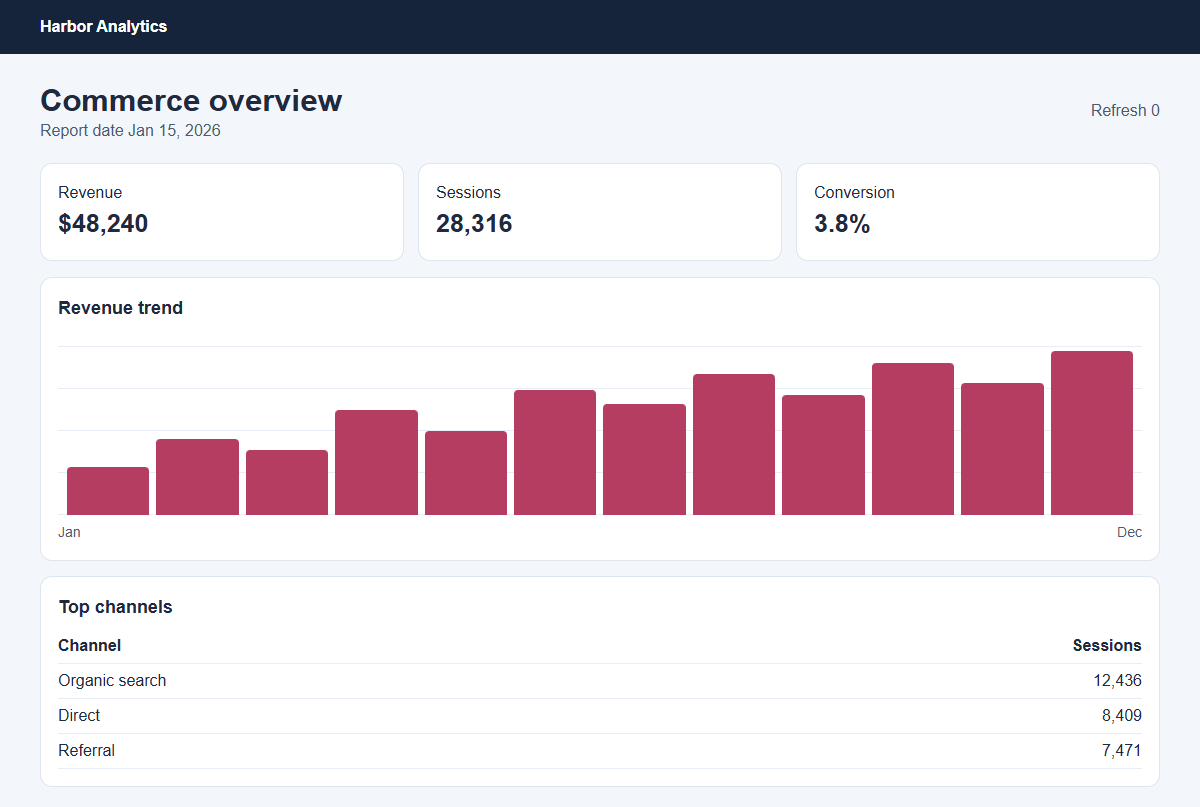 Harbor Analytics
Commerce overview
Report date Jan 15, 2026
Refresh 0
Revenue
$48,240
Sessions
28,316
Conversion
3.8%
Revenue trend
Jan Dec
Top channels
Channel Sessions
Organic search 12,436
Direct 8,409
Referral 7,471